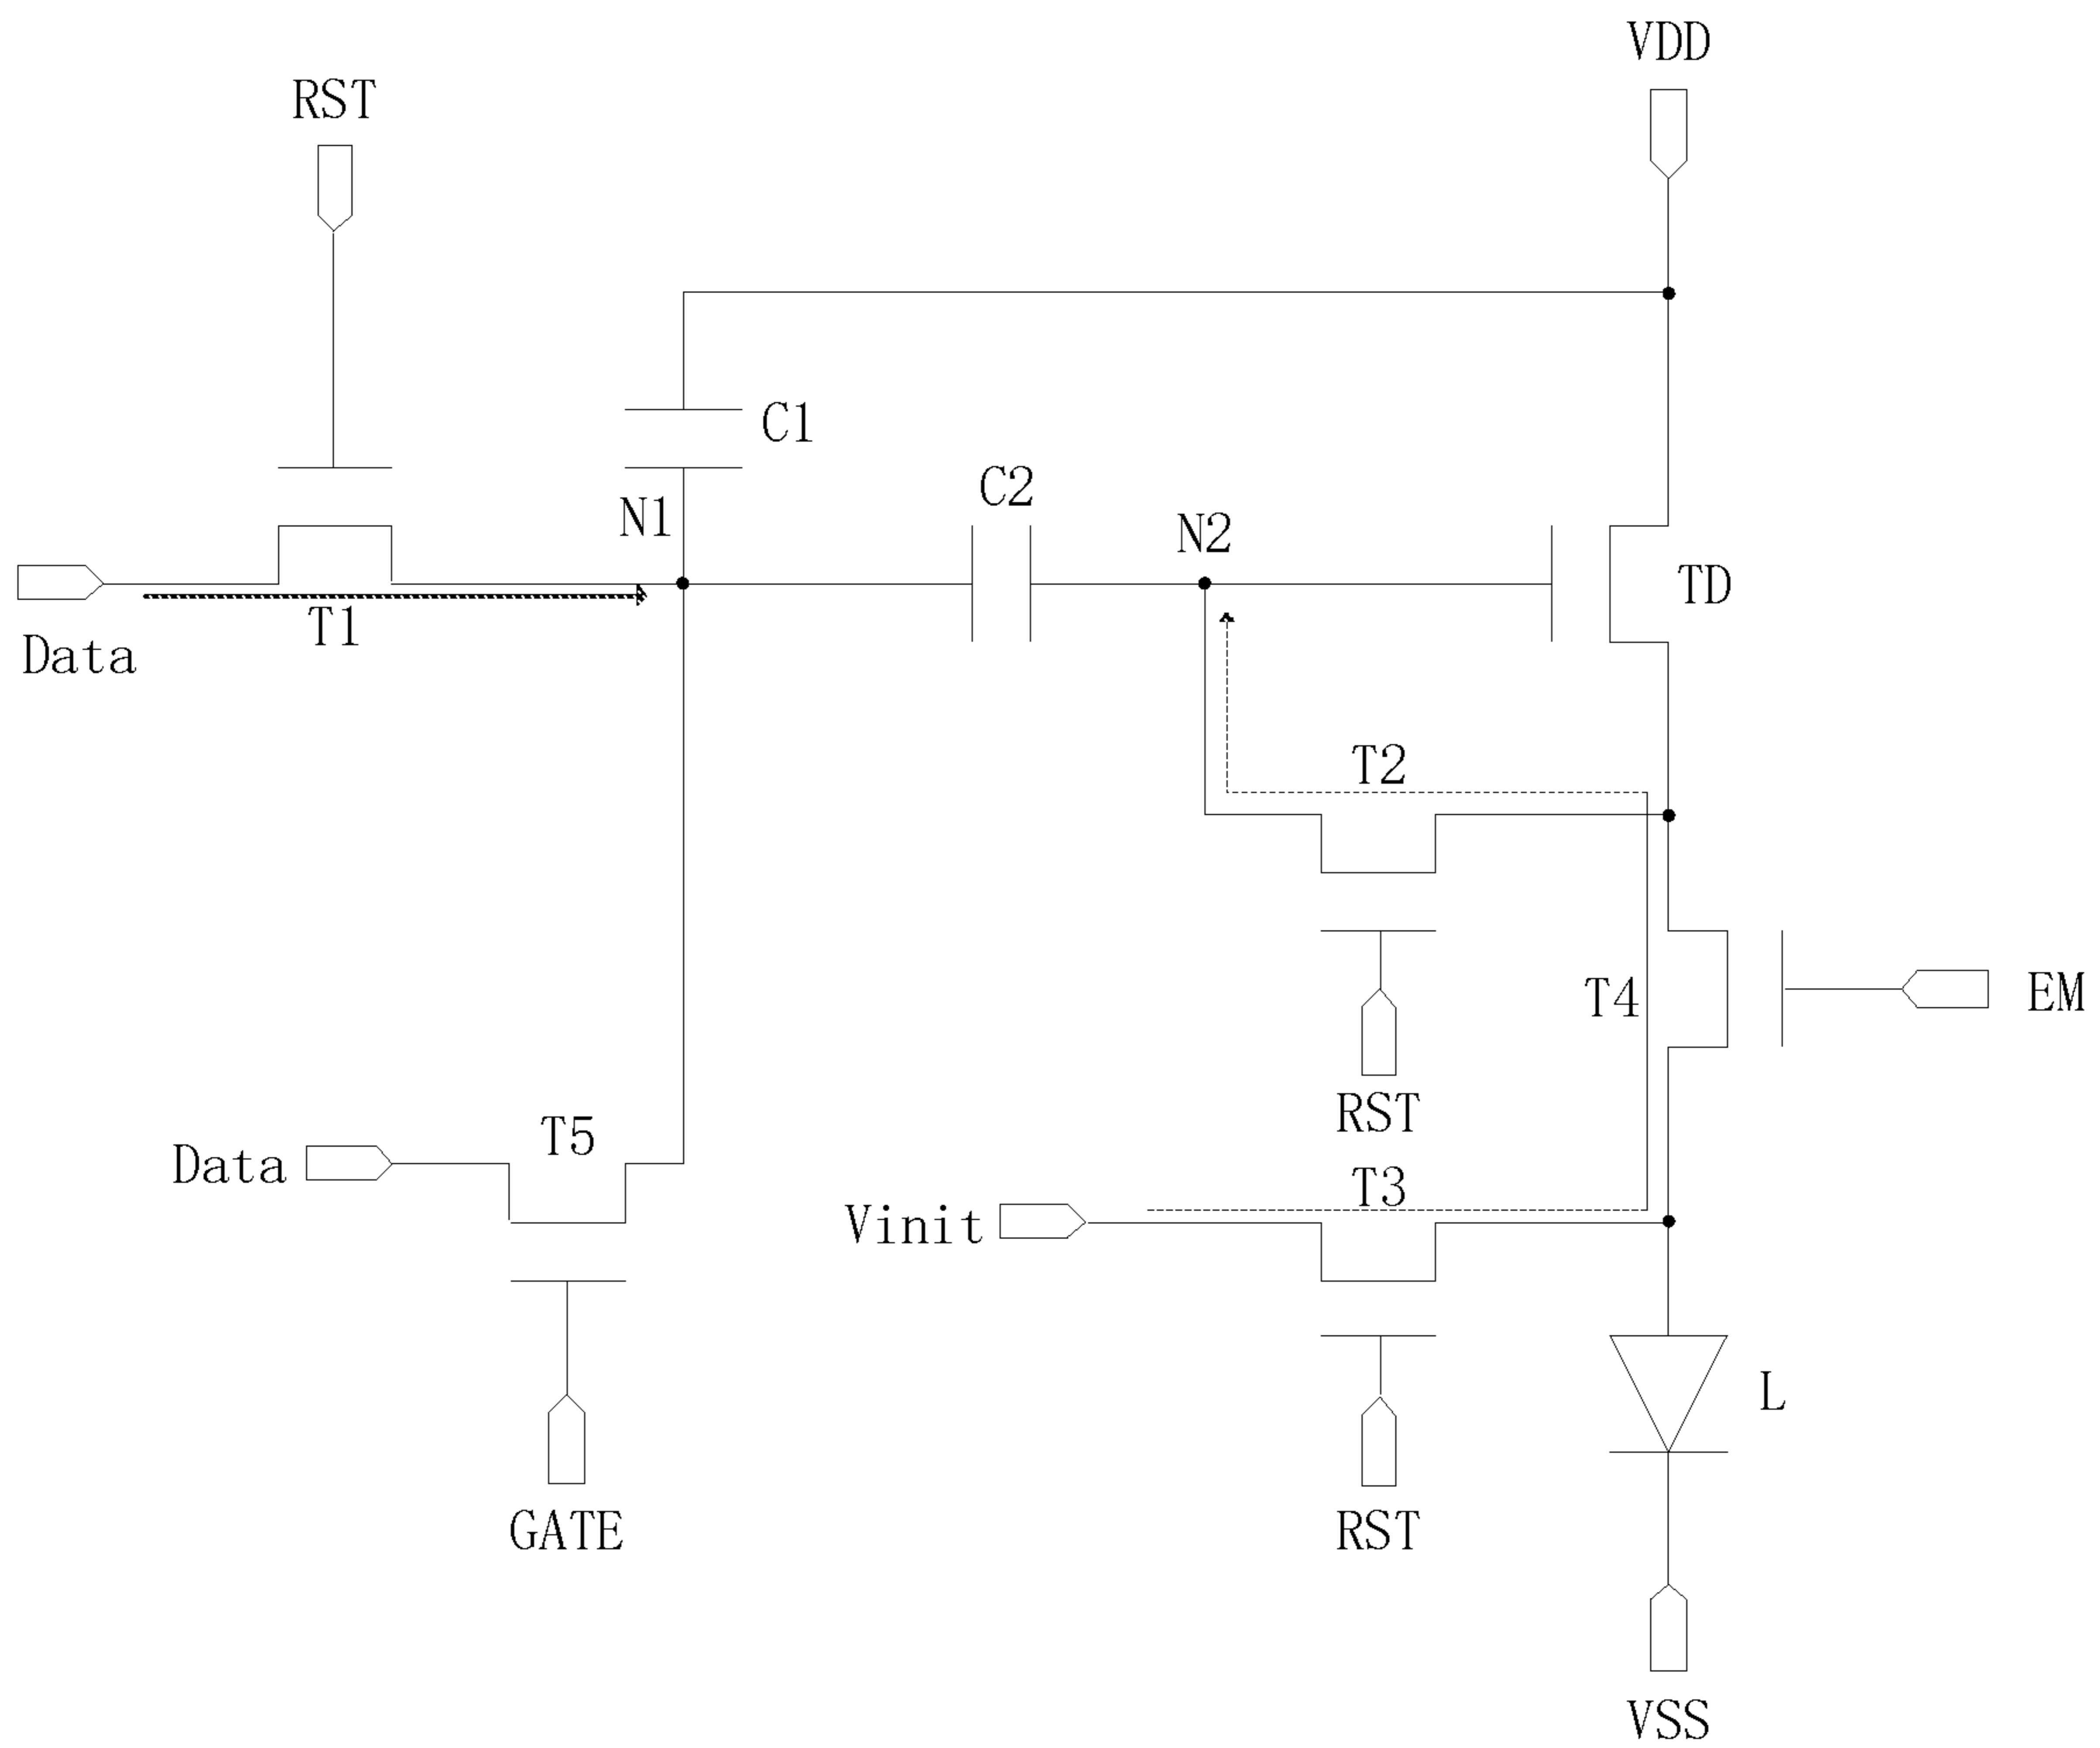 VDD
RST
C1
C2
N1
N2
TD
T1
Data
T2
T4
EM
RST
T5
Data
T3
Vinit
L
GATE
RST
VSS